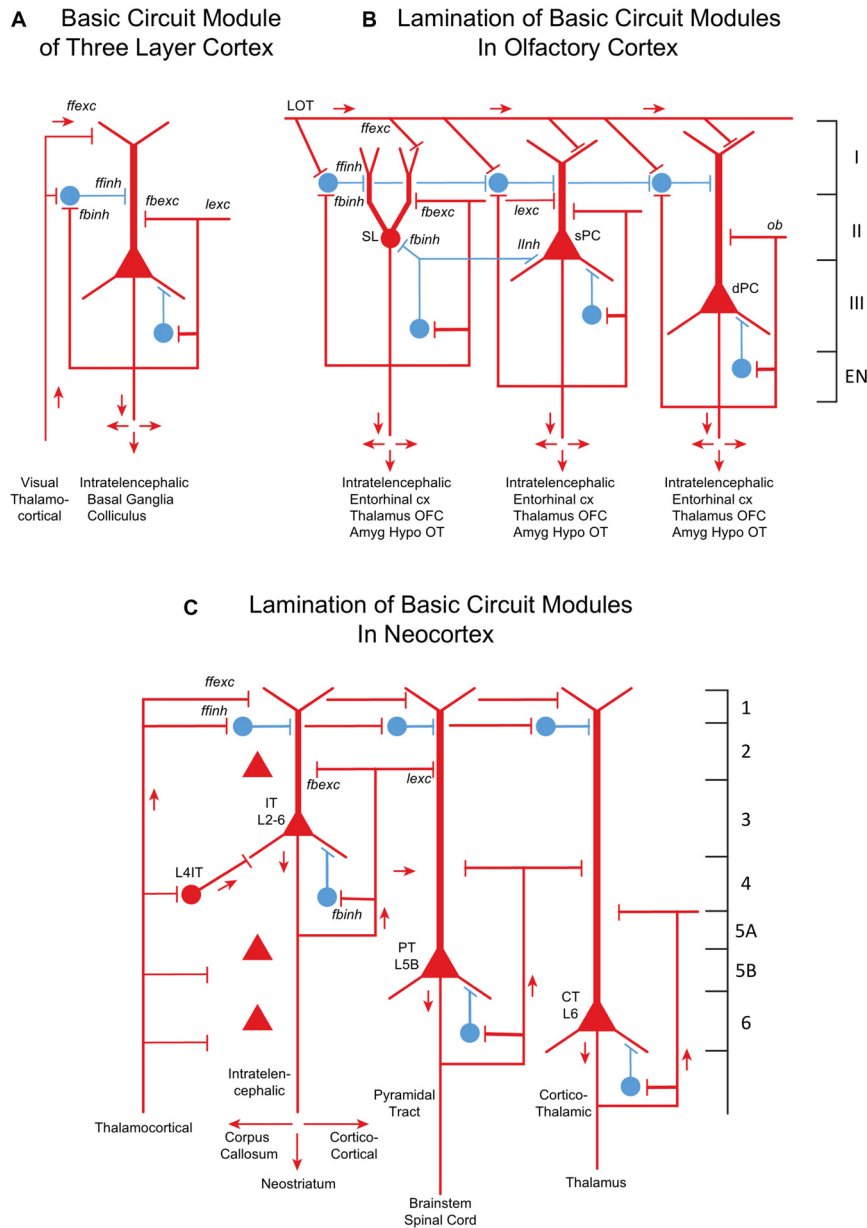 A
Basic Circuit Module
of Three Layer Cortex
ffexc
ffinh
fbinh
fbexc
lexc
Visual
Thalamo-
cortical
Intratelencephalic
Basal Ganglia
Colliculus
B
Lamination of Basic Circuit Modules
In Olfactory Cortex
LOT
ffexc
ffinh
fbinh
fbexc
lexc
SL
fbinh
lInh
sPC
ob
dPC
I
II
III
EN
Intratelencephalic
Entorhinal cx
Thalamus OFC
Amyg Hypo OT
Intratelencephalic
Entorhinal cx
Thalamus OFC
Amyg Hypo OT
Intratelencephalic
Entorhinal cx
Thalamus OFC
Amyg Hypo OT
C
Lamination of Basic Circuit Modules
In Neocortex
ffexc
ffinh
fbexc
lexc
IT
L2-6
L4IT
fbinh
PT
L5B
CT
L6
1
2
3
4
5A
5B
6
Thalamocortical
Intratelen-
cephalic
Corpus
Callosum
Cortico-
Cortical
Neostriatum
Pyramidal
Tract
Brainstem
Spinal Cord
Cortico-
Thalamic
Thalamus